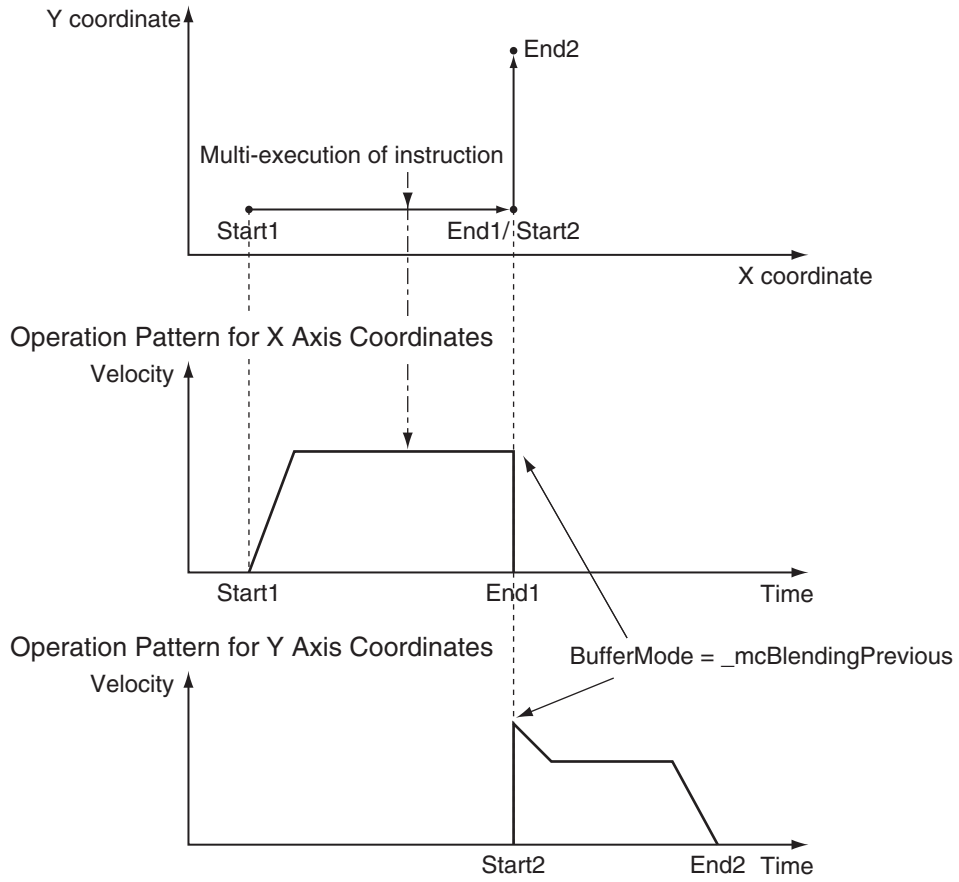 Y coordinate
End2
Multi-execution of instruction
Start1
End1/ Start2
X coordinate
Operation Pattern for X Axis Coordinates
Velocity
Start1
End1
Time
Operation Pattern for Y Axis Coordinates
BufferMode = _mcBlendingPrevious
Velocity
Start2
End2
Time